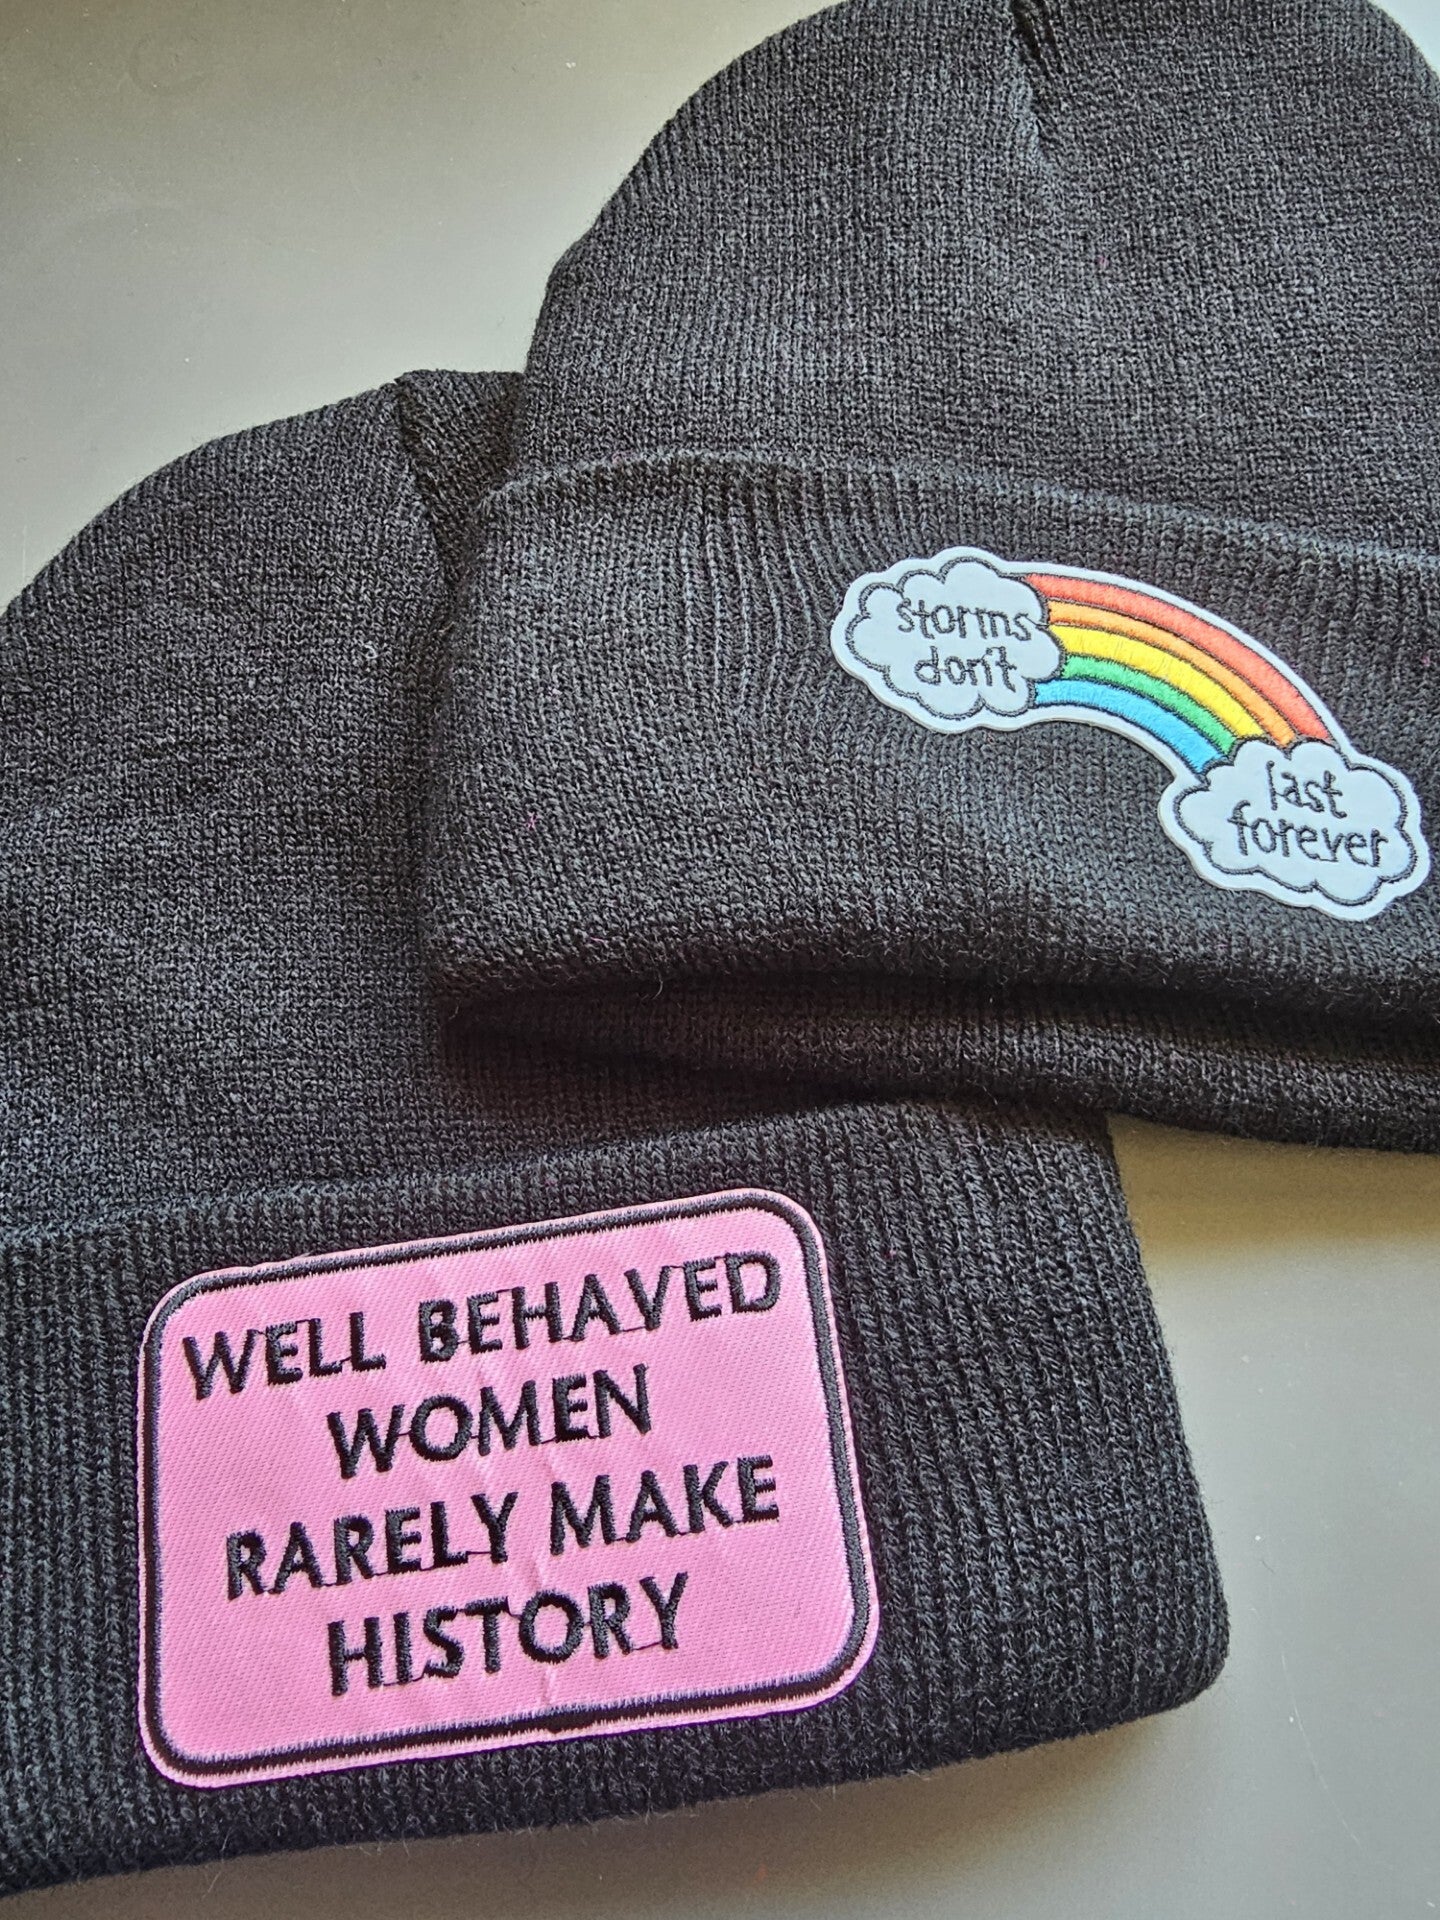 storms
don't
last
forever
WELL BEHAVED
WOMEN
RARELY MAKE
HISTORY